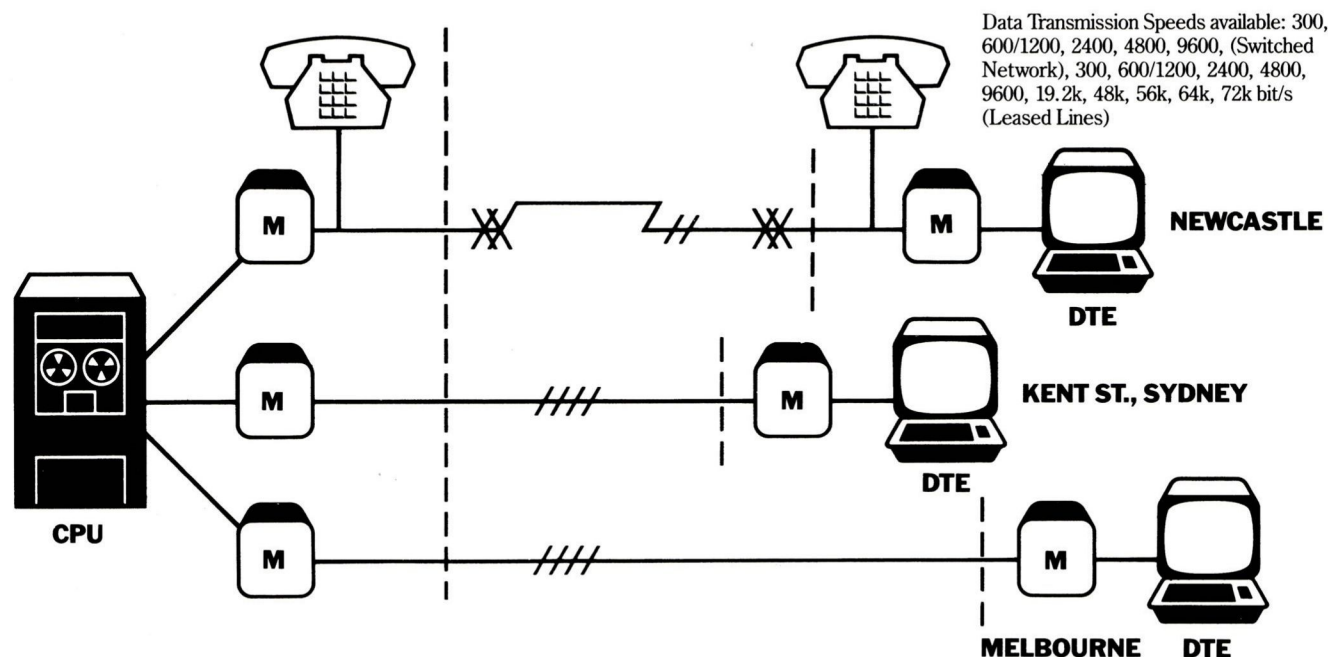 Data Transmission Speeds available: 300,
600/1200, 2400, 4800, 9600, (Switched
Network), 300, 600/1200, 2400, 4800,
9600, 19.2k, 48k, 56k, 64k, 72k bit/s
(Leased Lines)
M
M
NEWCASTLE
DTE
M
M
KENT ST., SYDNEY
DTE
CPU
M
M
MELBOURNE
DTE